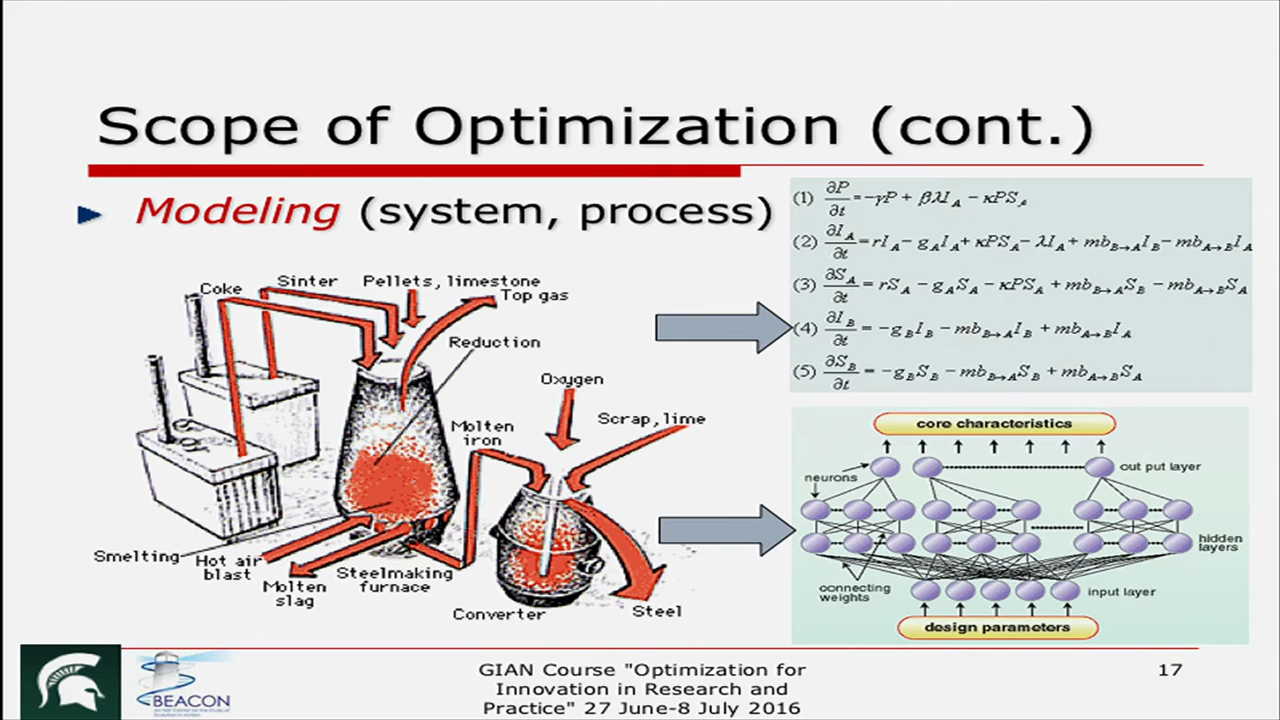 Scope of Optimization (cont.)
Modeling (system, process)
Coke
Sinter
Pellets, limestone
Top gas
Reduction
Oxygen
Scrap, lime
Molten
iron
Smelting
Hot air
blast
Molten
slag
Steelmaking
furnace
Converter
Steel
(1) ∂P/∂t = −γP + βλI_A − κPS_A
(2) ∂I_A/∂t = rI_A − g_A I_A + κPS_A − λI_A + mb_{B→A}I_B − mb_{A→B}I_A
(3) ∂S_A/∂t = rS_A − g_A S_A − κPS_A + mb_{B→A}S_B − mb_{A→B}S_A
(4) ∂I_B/∂t = −g_B I_B − mb_{B→A}I_B + mb_{A→B}I_A
(5) ∂S_B/∂t = −g_B S_B − mb_{B→A}S_B + mb_{A→B}S_A
core characteristics
neurons
out put layer
hidden
layers
connecting
weights
input layer
design parameters
BEACON
GIAN Course "Optimization for
Innovation in Research and
Practice" 27 June-8 July 2016
17